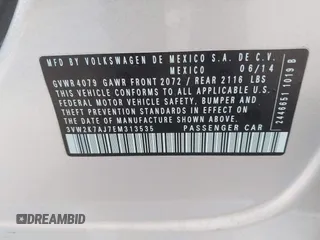 MFD BY VOLKSWAGEN DE MEXICO S.A. DE C.V.
MEXICO 06/14
GVWR 4079 GAWR FRONT 2072 / REAR 2116 LBS
THIS VEHICLE CONFORMS TO ALL APPLICABLE
FEDERAL MOTOR VEHICLE SAFETY, BUMPER AND
THEFT PREVENTION STANDARDS IN EFFECT ON
THE DATE OF MANUFACTURE SHOWN ABOVE
3VW2K7AJ7EM313535 PASSENGER CAR
2446651 1019 B
DREAMBID